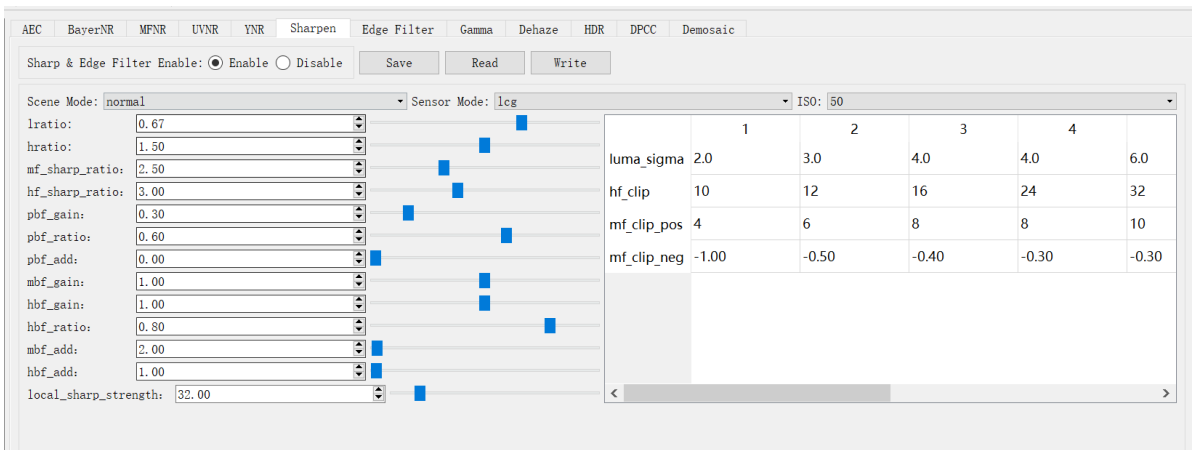 AEC BayerNR MFNR UVNR YNR Sharpen Edge Filter Gamma Dehaze HDR DPCC Demosaic
Sharp & Edge Filter Enable: Enable Disable Save Read Write
Scene Mode: normal Sensor Mode: lcg ISO: 50
lratio: 0.67
hratio: 1.50
mf_sharp_ratio: 2.50
hf_sharp_ratio: 3.00
pbf_gain: 0.30
pbf_ratio: 0.60
pbf_add: 0.00
mbf_gain: 1.00
hbf_gain: 1.00
hbf_ratio: 0.80
mbf_add: 2.00
hbf_add: 1.00
local_sharp_strength: 32.00
1 2 3 4
luma_sigma 2.0 3.0 4.0 4.0 6.0
hf_clip 10 12 16 24 32
mf_clip_pos 4 6 8 8 10
mf_clip_neg -1.00 -0.50 -0.40 -0.30 -0.30